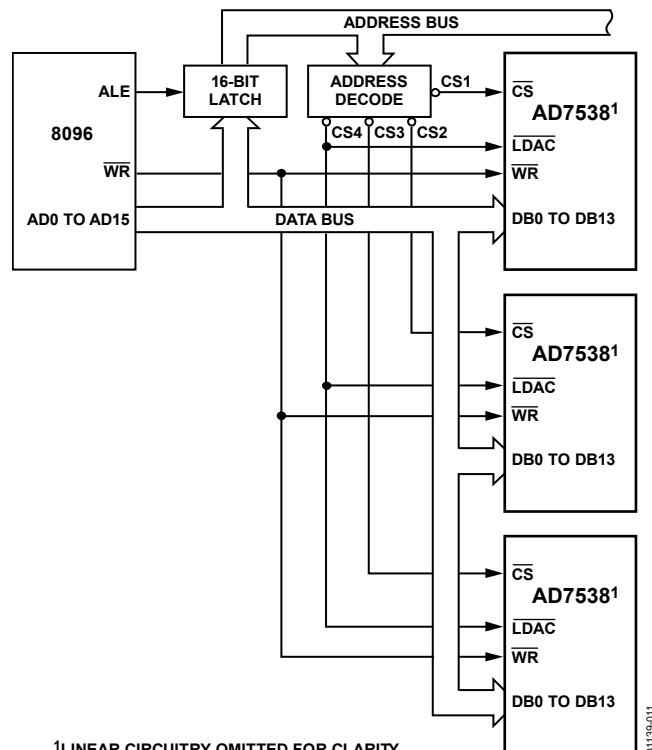 ADDRESS BUS
ALE
16-BIT
LATCH
ADDRESS
DECODE
CS1
CS
AD7538¹
8096
CS4
CS3
CS2
LDAC
WR
WR
AD0 TO AD15
DATA BUS
DB0 TO DB13
CS
AD7538¹
LDAC
WR
DB0 TO DB13
CS
AD7538¹
LDAC
WR
DB0 TO DB13
¹LINEAR CIRCUITRY OMITTED FOR CLARITY